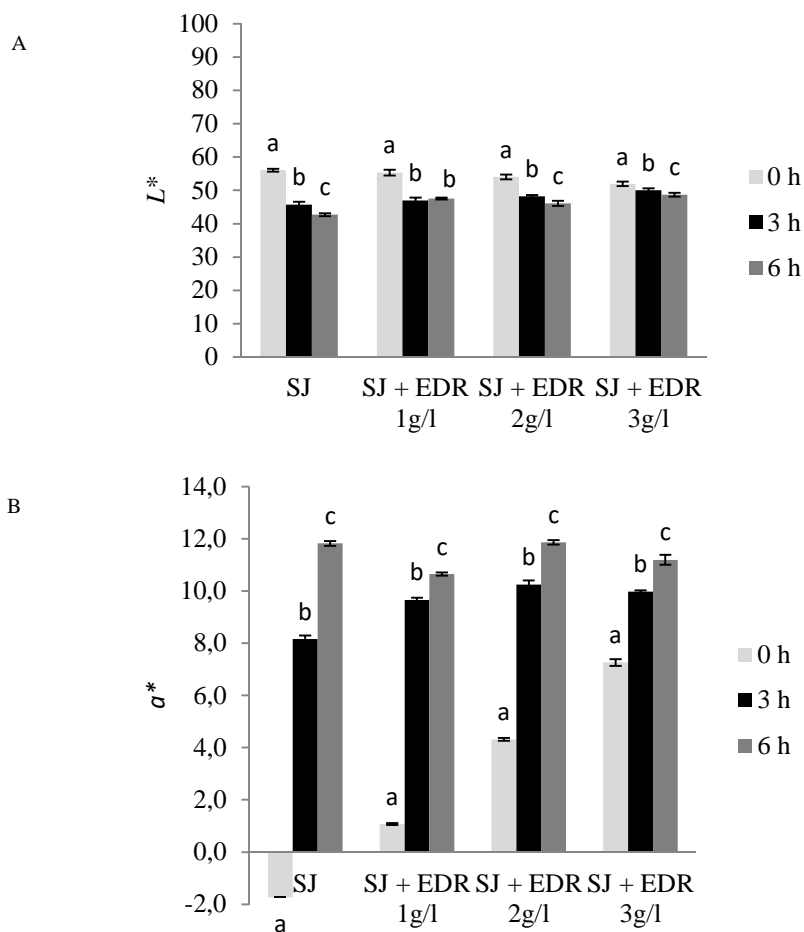 A
100
90
80
70
60
50
40
30
20
10
0
L*
a b c a b b a b c a b c
0 h
3 h
6 h
SJ SJ + EDR SJ + EDR SJ + EDR
1g/l 2g/l 3g/l
B
14,0
12,0
10,0
8,0
6,0
4,0
2,0
0,0
-2,0
a*
a b c a b c a b c a b c
0 h
3 h
6 h
SJ SJ + EDR SJ + EDR SJ + EDR
1g/l 2g/l 3g/l